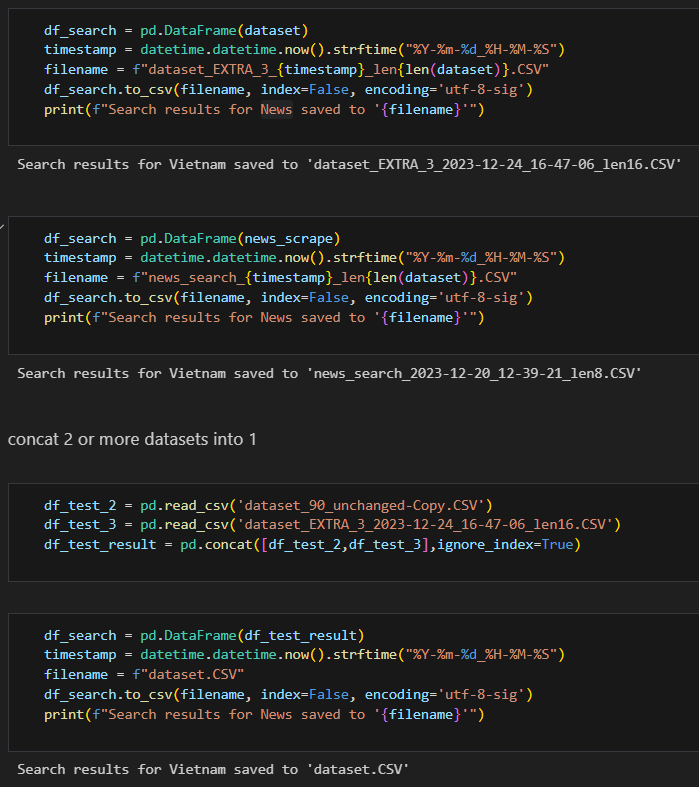 df_search = pd.DataFrame(dataset)
timestamp = datetime.datetime.now().strftime("%Y-%m-%d_%H-%M-%S")
filename = f"dataset_EXTRA_3_{timestamp}_len{len(dataset)}.CSV"
df_search.to_csv(filename, index=False, encoding='utf-8-sig')
print(f"Search results for News saved to '{filename}'")
Search results for Vietnam saved to 'dataset_EXTRA_3_2023-12-24_16-47-06_len16.CSV'
df_search = pd.DataFrame(news_scrape)
timestamp = datetime.datetime.now().strftime("%Y-%m-%d_%H-%M-%S")
filename = f"news_search_{timestamp}_len{len(dataset)}.CSV"
df_search.to_csv(filename, index=False, encoding='utf-8-sig')
print(f"Search results for News saved to '{filename}'")
Search results for Vietnam saved to 'news_search_2023-12-20_12-39-21_len8.CSV'
concat 2 or more datasets into 1
df_test_2 = pd.read_csv('dataset_90_unchanged-Copy.CSV')
df_test_3 = pd.read_csv('dataset_EXTRA_3_2023-12-24_16-47-06_len16.CSV')
df_test_result = pd.concat([df_test_2,df_test_3],ignore_index=True)
df_search = pd.DataFrame(df_test_result)
timestamp = datetime.datetime.now().strftime("%Y-%m-%d_%H-%M-%S")
filename = f"dataset.CSV"
df_search.to_csv(filename, index=False, encoding='utf-8-sig')
print(f"Search results for News saved to '{filename}'")
Search results for Vietnam saved to 'dataset.CSV'